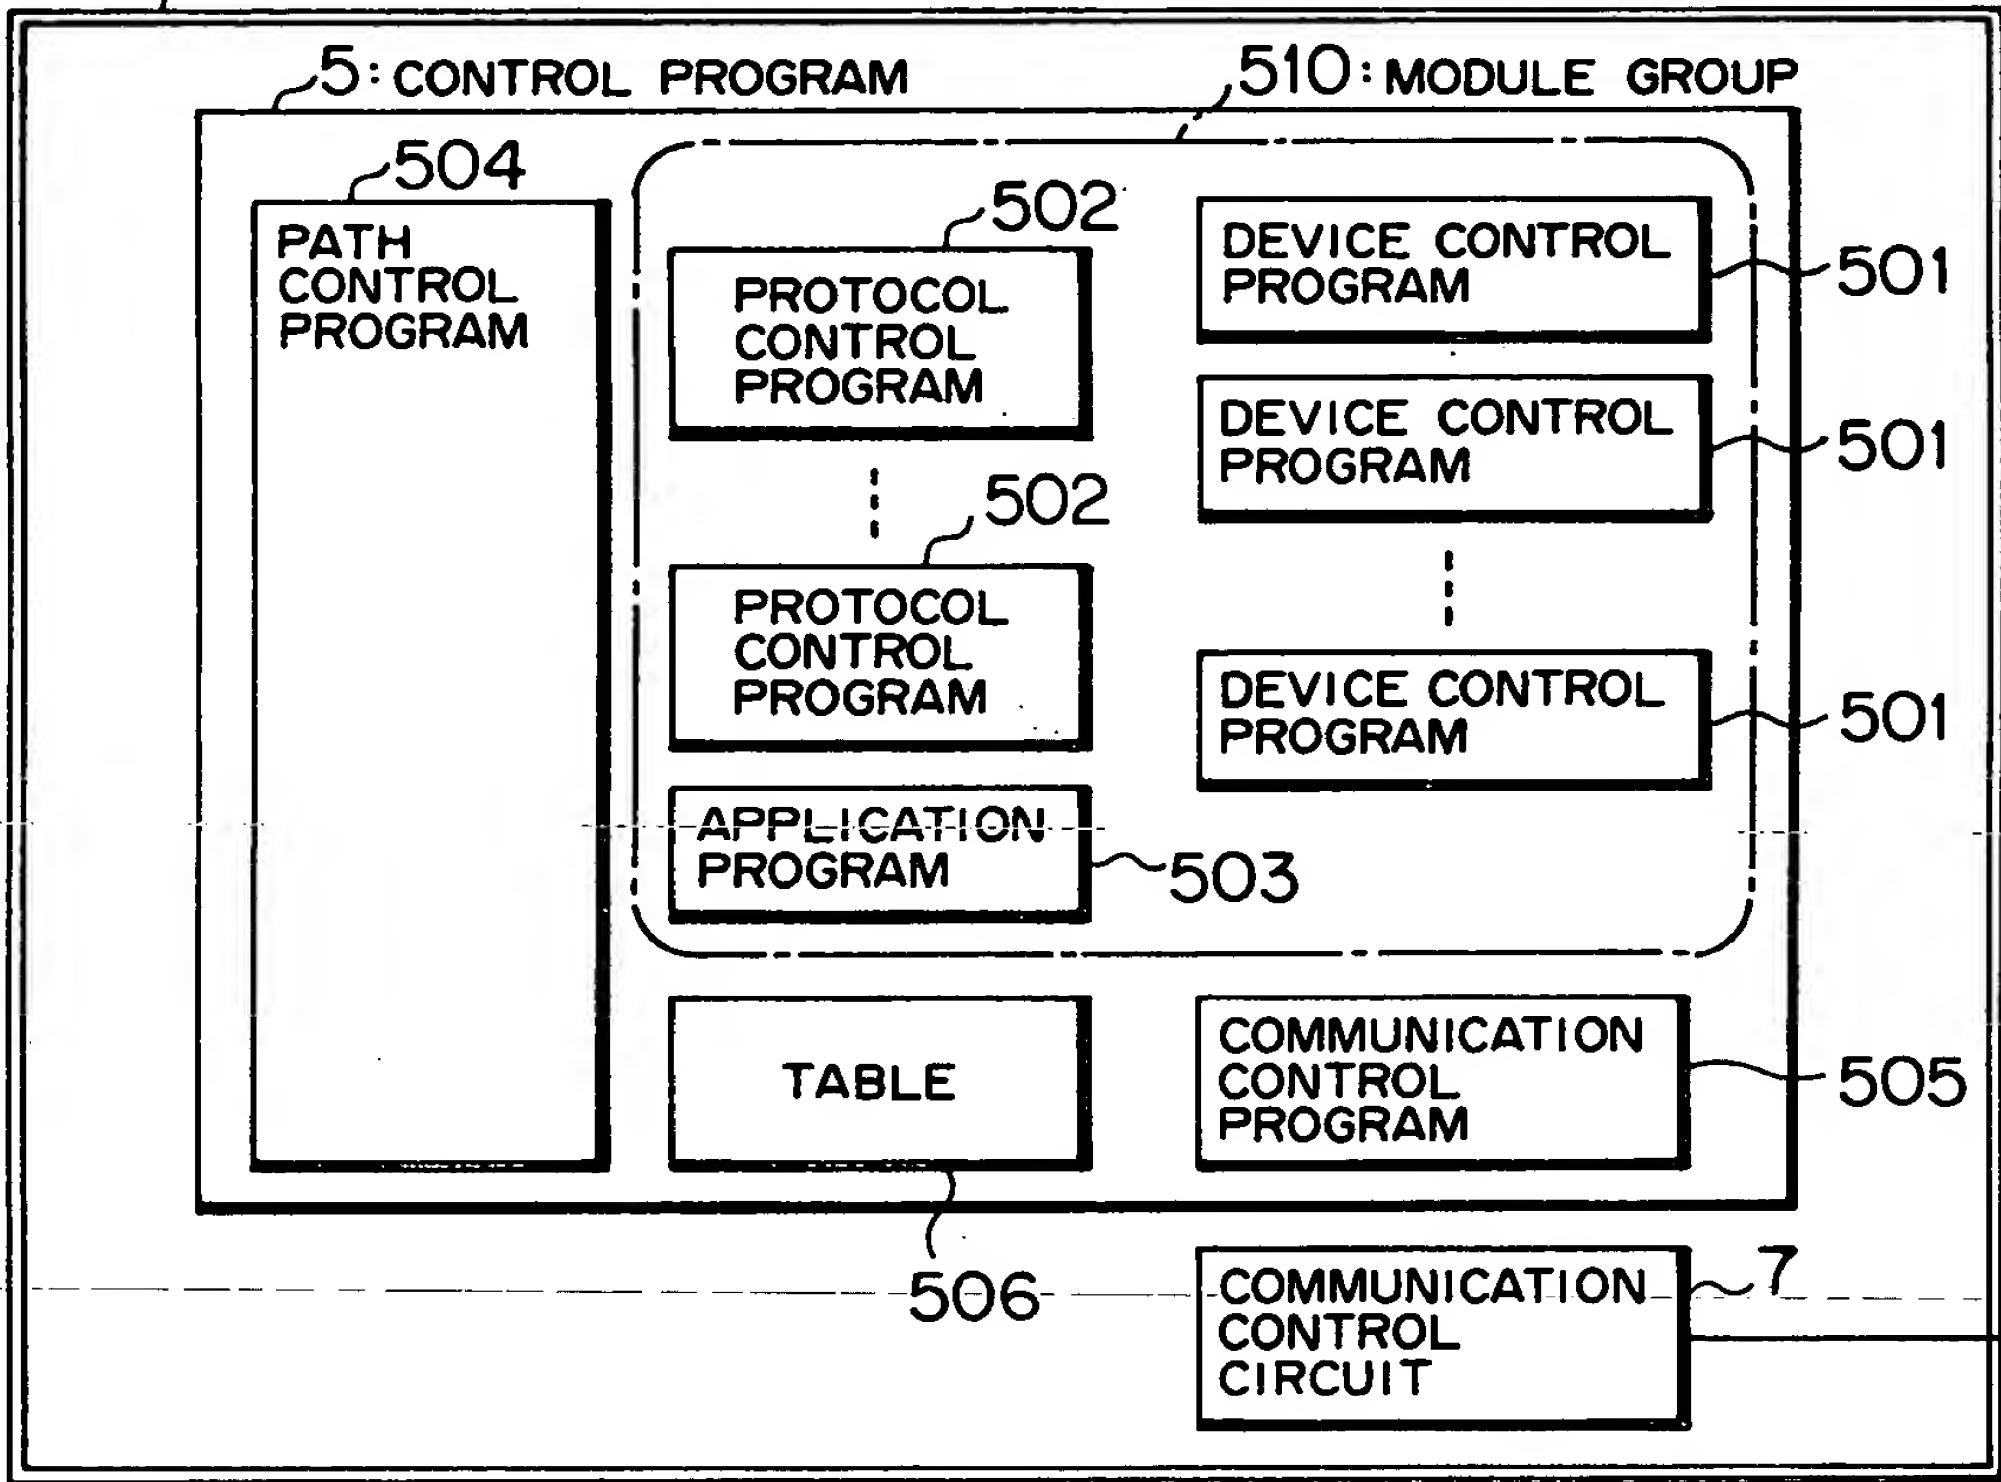 5: CONTROL PROGRAM
510: MODULE GROUP
504
PATH
CONTROL
PROGRAM
502
PROTOCOL
CONTROL
PROGRAM
502
PROTOCOL
CONTROL
PROGRAM
APPLICATION
PROGRAM
503
DEVICE CONTROL
PROGRAM
501
DEVICE CONTROL
PROGRAM
501
DEVICE CONTROL
PROGRAM
501
TABLE
506
COMMUNICATION
CONTROL
PROGRAM
505
COMMUNICATION
CONTROL
CIRCUIT
7